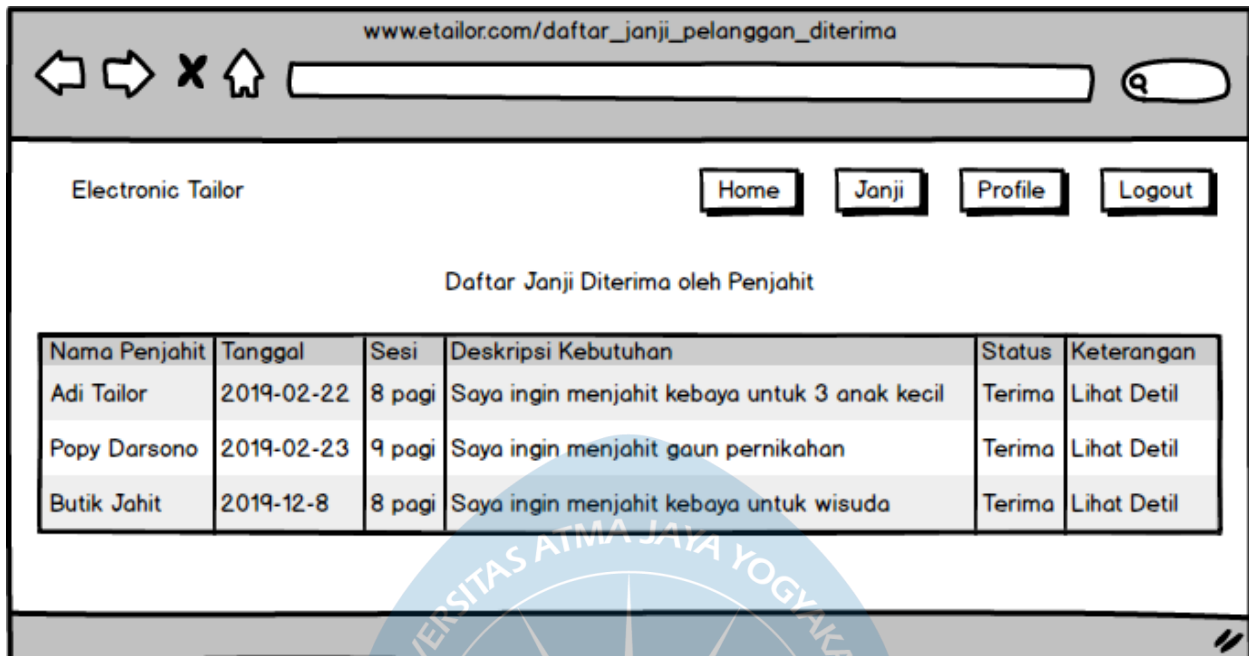 www.etailor.com/daftar_janji_pelanggan_diterima
Electronic Tailor Home Janji Profile Logout
Daftar Janji Diterima oleh Penjahit
Nama Penjahit Tanggal Sesi Deskripsi Kebutuhan Status Keterangan
Adi Tailor 2019-02-22 8 pagi Saya ingin menjahit kebaya untuk 3 anak kecil Terima Lihat Detil
Popy Darsono 2019-02-23 9 pagi Saya ingin menjahit gaun pernikahan Terima Lihat Detil
Butik Jahit 2019-12-8 8 pagi Saya ingin menjahit kebaya untuk wisuda Terima Lihat Detil
ATMA JAYA